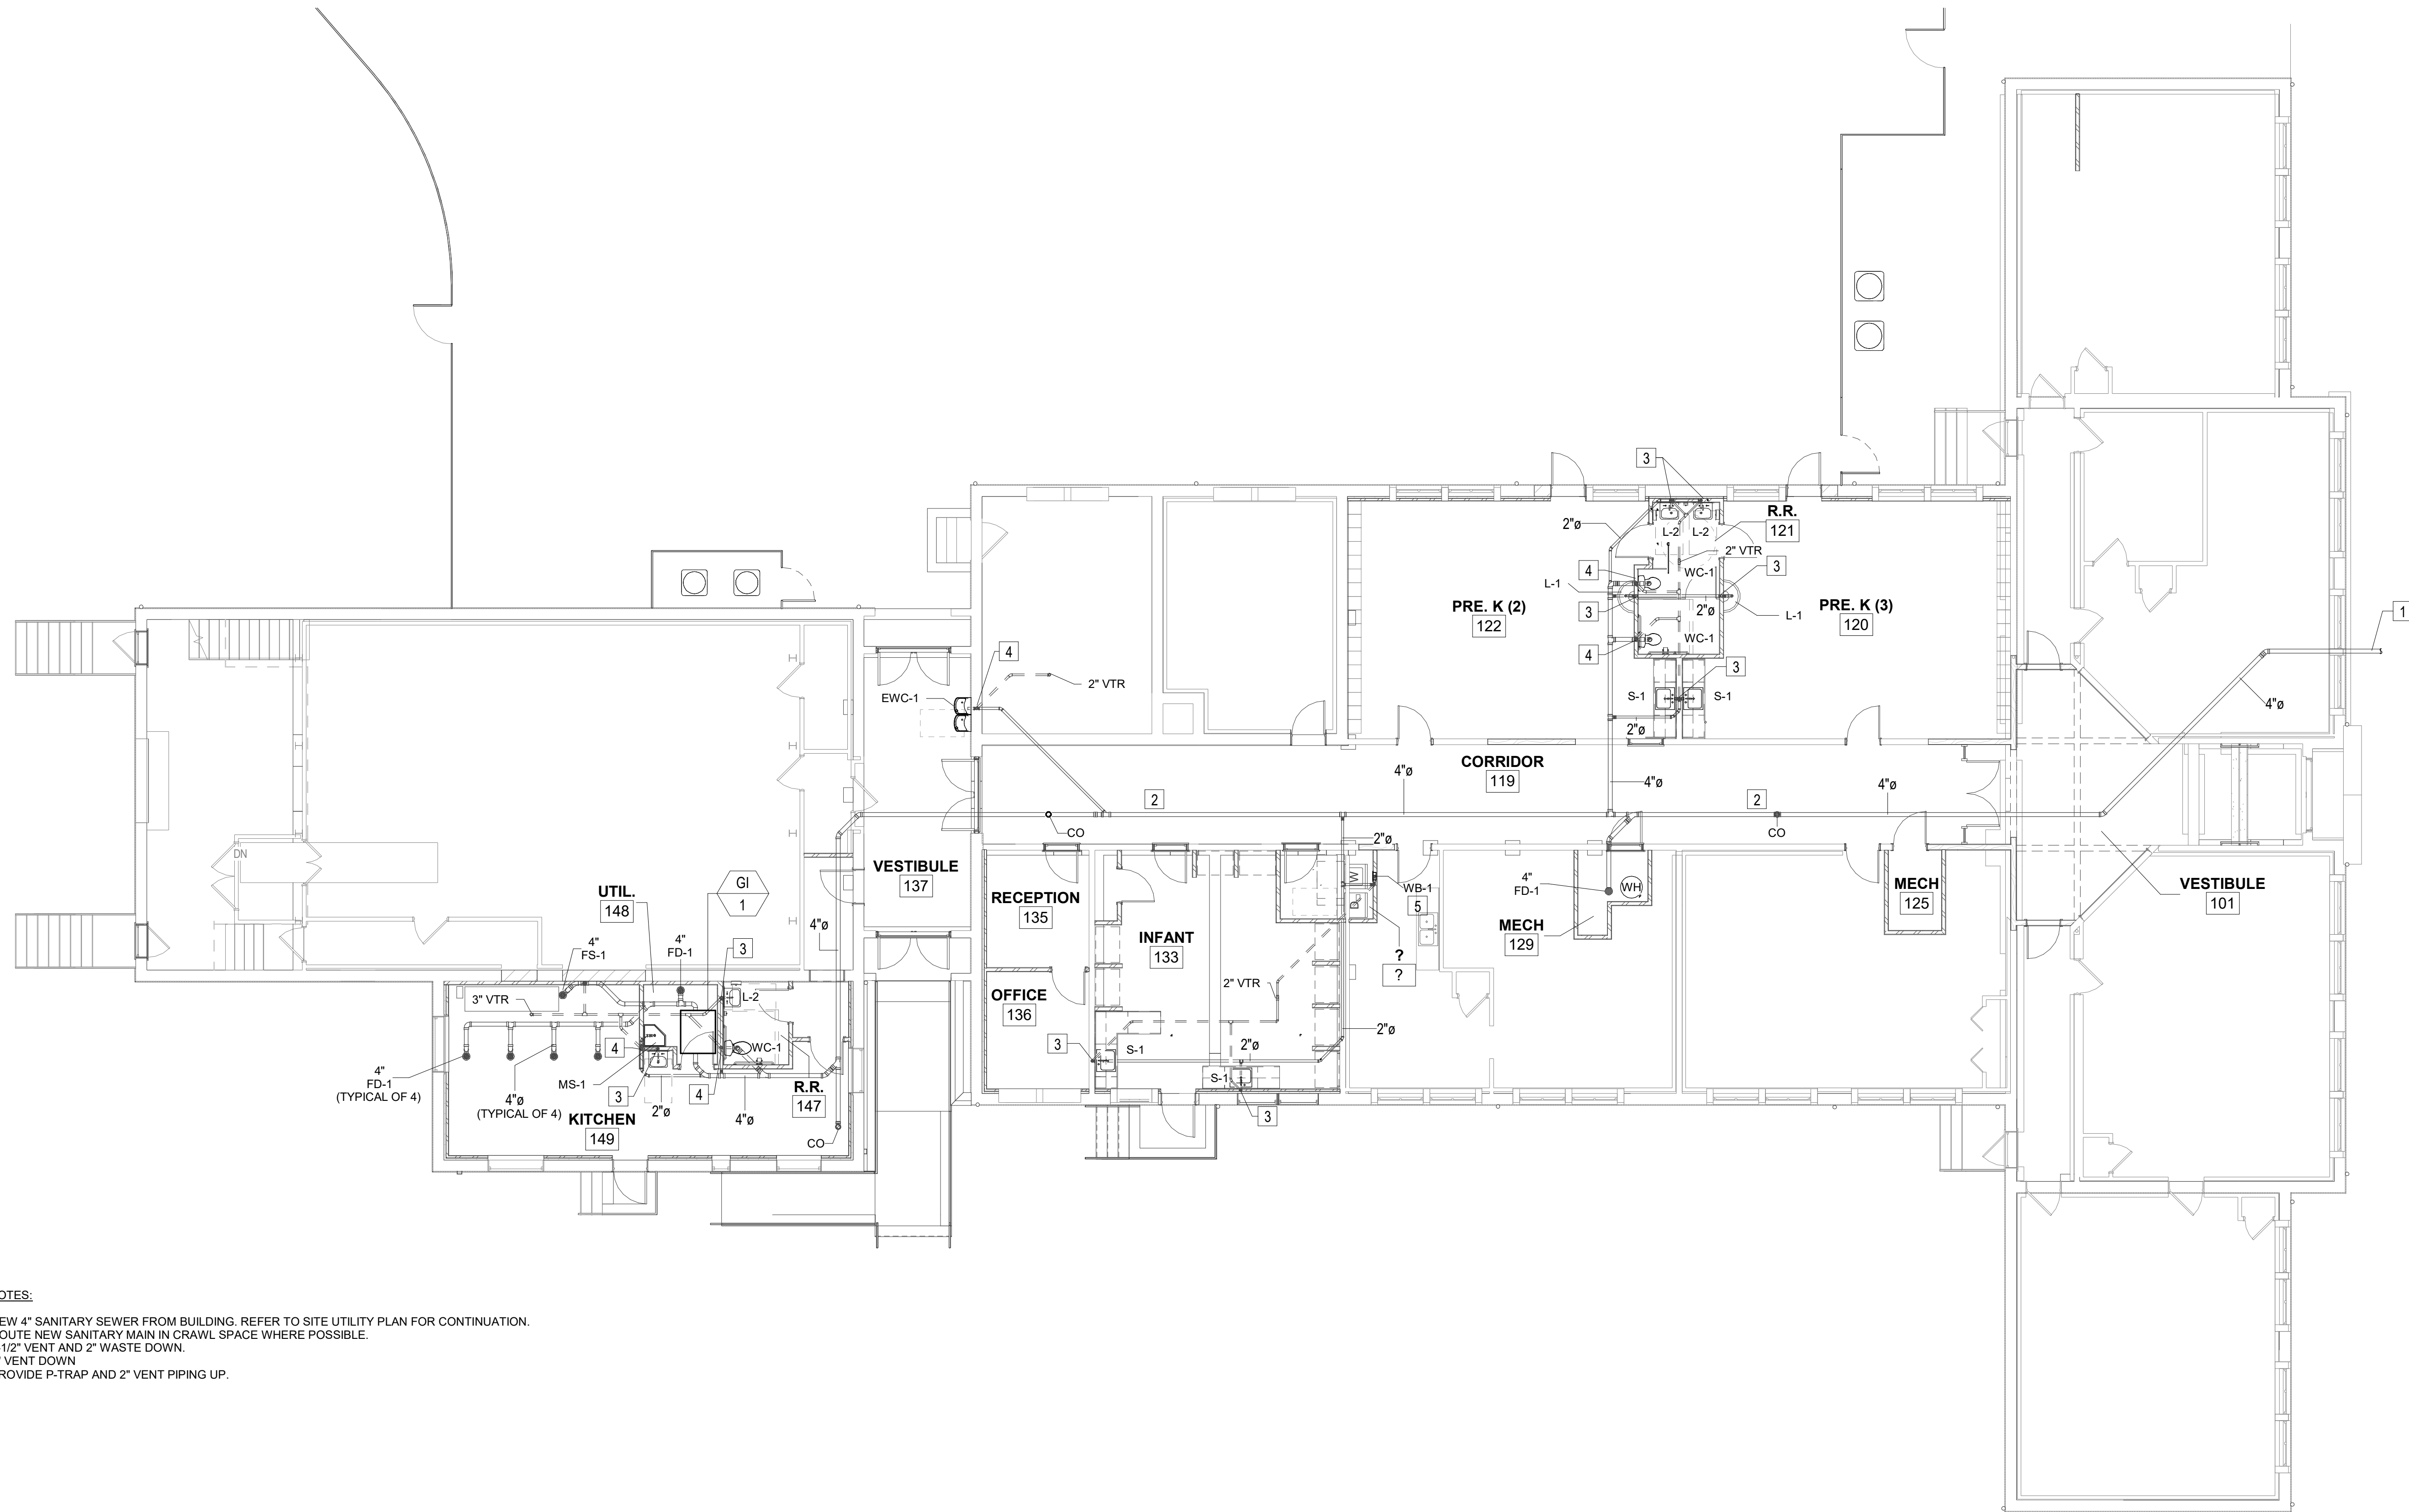 3
2"ø
L-2
L-2
R.R.
121
2" VTR
4
WC-1
3
L-1
3
2"ø
L-1
PRE. K (2)
122
PRE. K (3)
120
1
4
WC-1
4
3
2" VTR
EWC-1
S-1
S-1
4"ø
2"ø
CORRIDOR
119
4"ø
4"ø
4"ø
2
2
CO
CO
2"ø
DN
VESTIBULE
137
GI
1
UTIL.
148
W
WB-1
5
4"
FD-1
WH
MECH
125
VESTIBULE
101
RECEPTION
135
4"ø
INFANT
133
MECH
129
4"
FS-1
4"
FD-1
3
?
?
3" VTR
L-2
OFFICE
136
2" VTR
2"ø
4
WC-1
3
S-1
2"ø
4"
FD-1
(TYPICAL OF 4)
MS-1
4"ø
(TYPICAL OF 4)
3
2"ø
4
4"ø
R.R.
147
S-1
3
KITCHEN
149
CO
OTES:
EW 4" SANITARY SEWER FROM BUILDING. REFER TO SITE UTILITY PLAN FOR CONTINUATION.
OUTE NEW SANITARY MAIN IN CRAWL SPACE WHERE POSSIBLE.
-1/2" VENT AND 2" WASTE DOWN.
" VENT DOWN
ROVIDE P-TRAP AND 2" VENT PIPING UP.